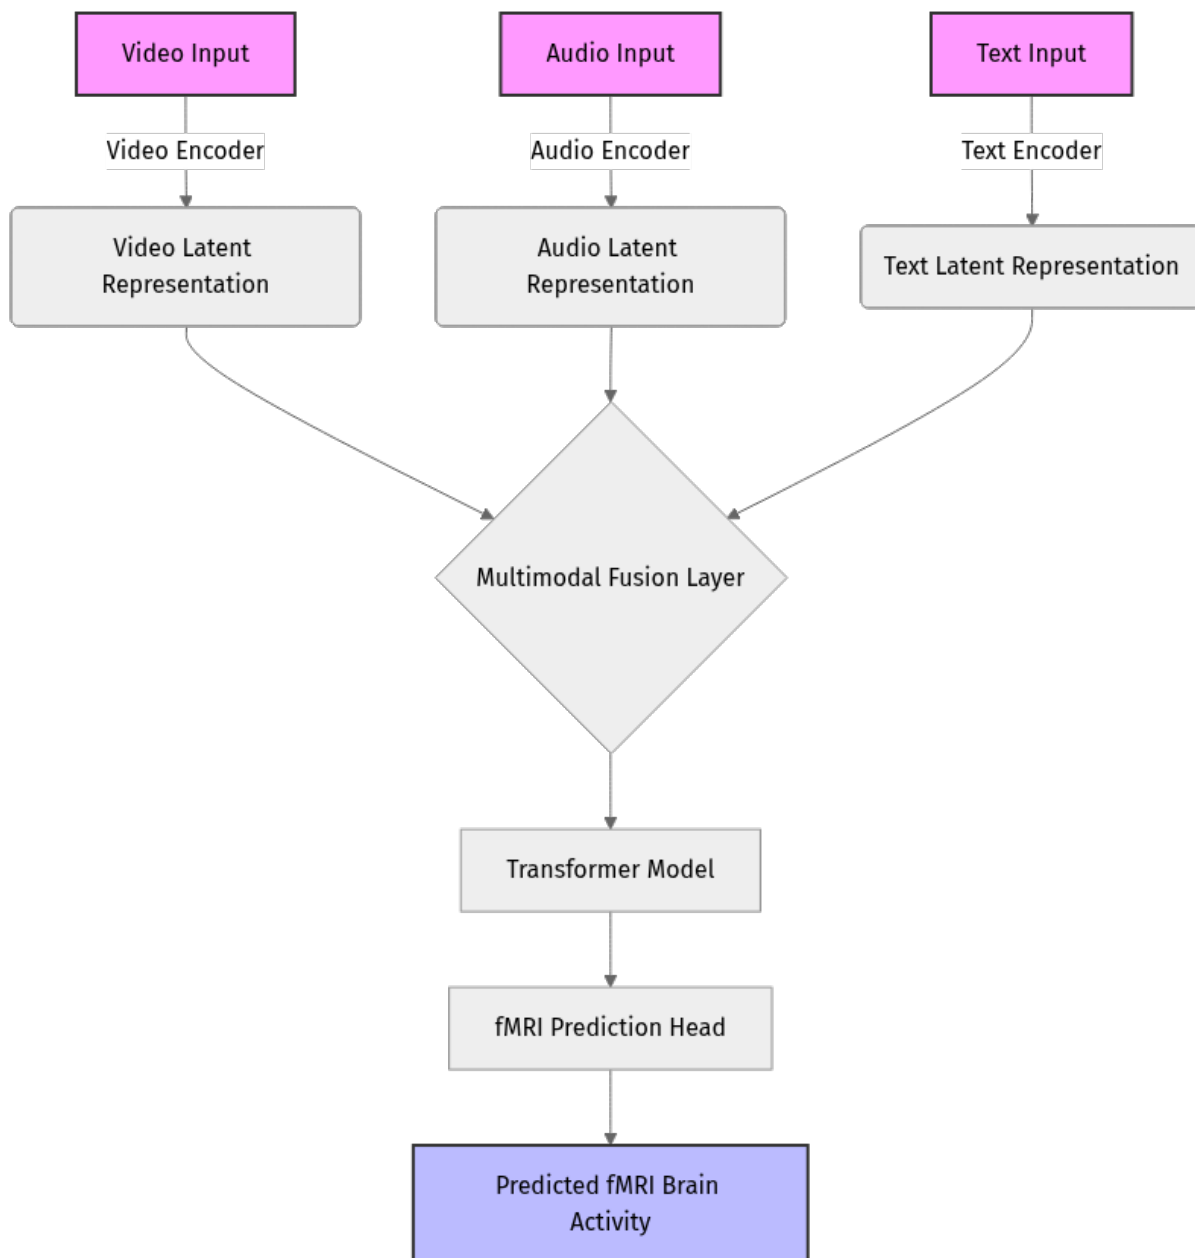 Video Input
Audio Input
Text Input
Video Encoder
Audio Encoder
Text Encoder
Video Latent
Representation
Audio Latent
Representation
Text Latent Representation
Multimodal Fusion Layer
Transformer Model
fMRI Prediction Head
Predicted fMRI Brain
Activity